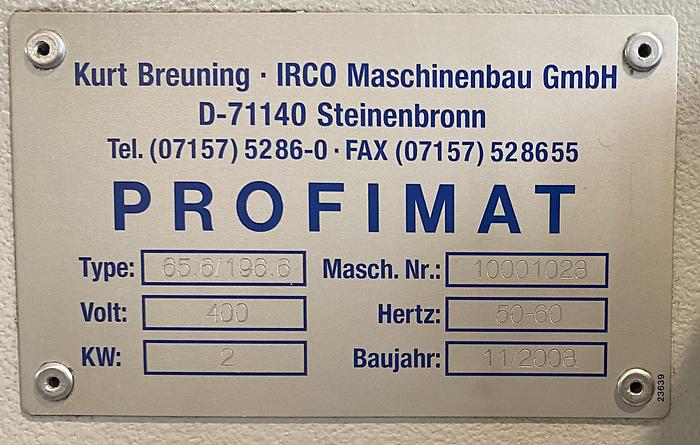 Kurt Breuning · IRCO Maschinenbau GmbH
D-71140 Steinenbronn
Tel. (07157) 5286-0 · FAX (07157) 528655
PROFIMAT
Type: 65.6/196.6 Masch. Nr.: 10001028
Volt: 400 Hertz: 50-60
KW: 2 Baujahr: 11/2008
23639